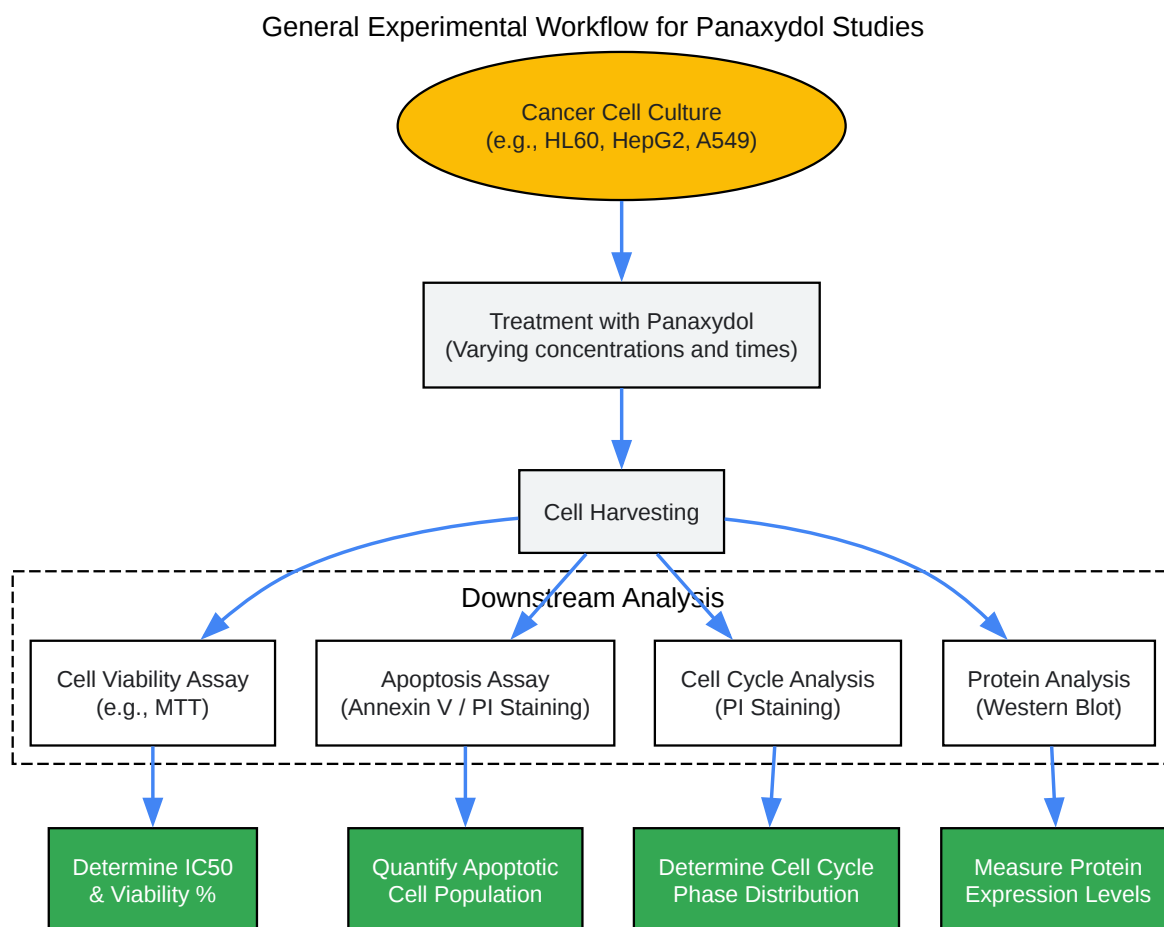 General Experimental Workflow for Panaxydol Studies
Cancer Cell Culture
(e.g., HL60, HepG2, A549)
Treatment with Panaxydol
(Varying concentrations and times)
Cell Harvesting
Downstream Analysis
Cell Viability Assay
(e.g., MTT)
Apoptosis Assay
(Annexin V / PI Staining)
Cell Cycle Analysis
(PI Staining)
Protein Analysis
(Western Blot)
Determine IC50
& Viability %
Quantify Apoptotic
Cell Population
Determine Cell Cycle
Phase Distribution
Measure Protein
Expression Levels